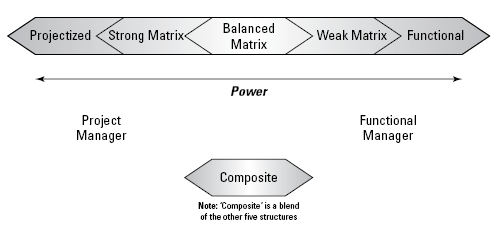 Projectized Strong Matrix Balanced Matrix Weak Matrix Functional
Power
Project Manager
Functional Manager
Composite
Note: 'Composite' is a blend
of the other five structures